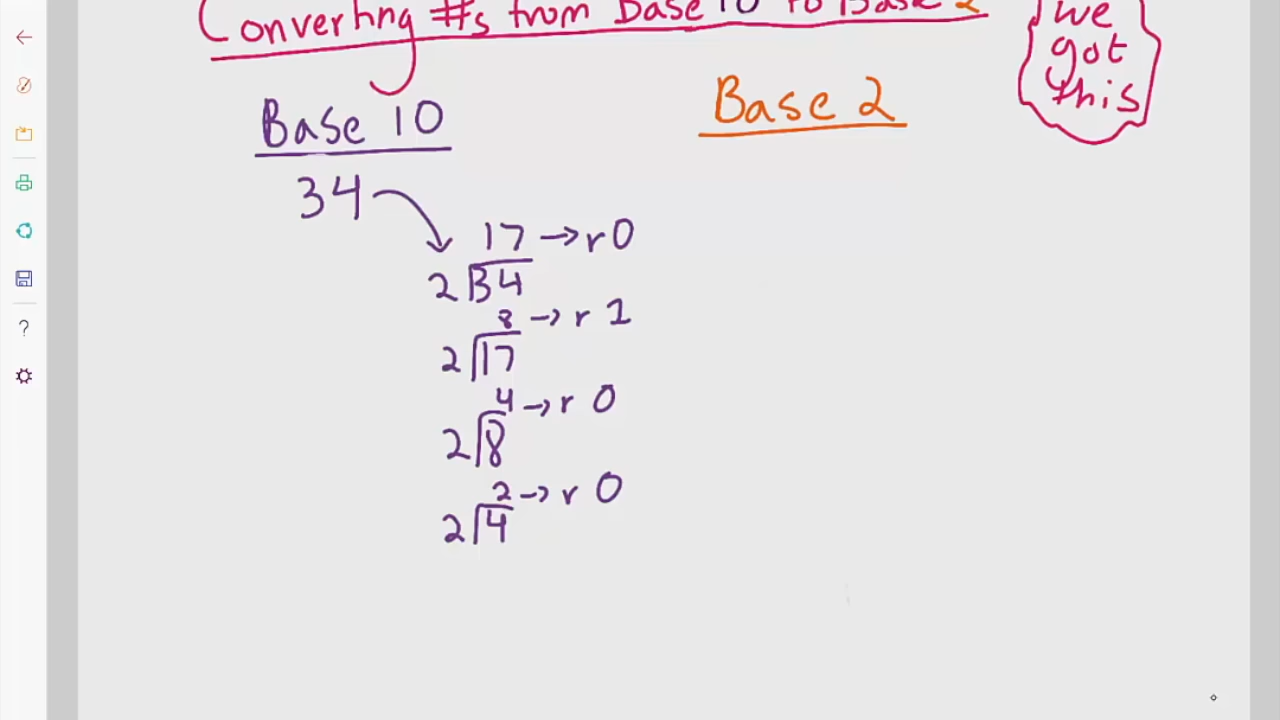 Converting #s from Base 10 to Base 2
we
got
this
Base 10
Base 2
34
17 → r 0
2 34
8 → r 1
2 17
4 → r 0
2 8
2 → r 0
2 4
?